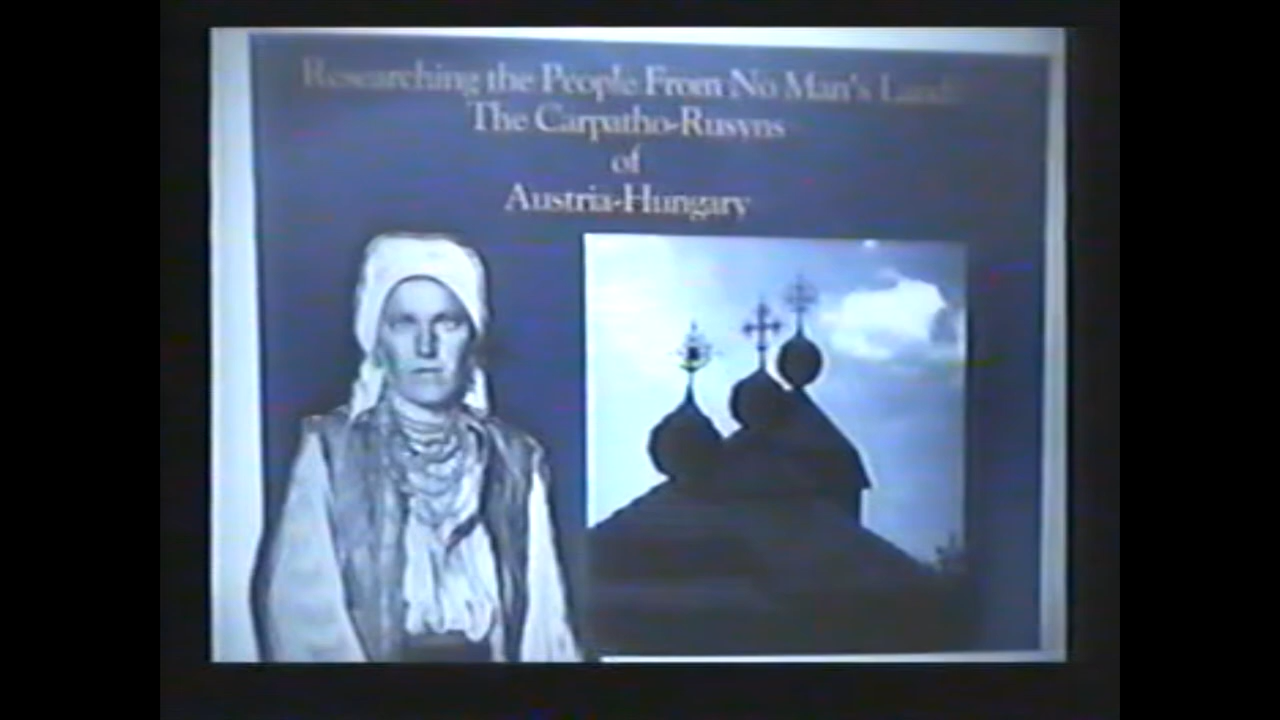 Researching the People From No Man's Land:
The Carpatho-Rusyns
of
Austria-Hungary